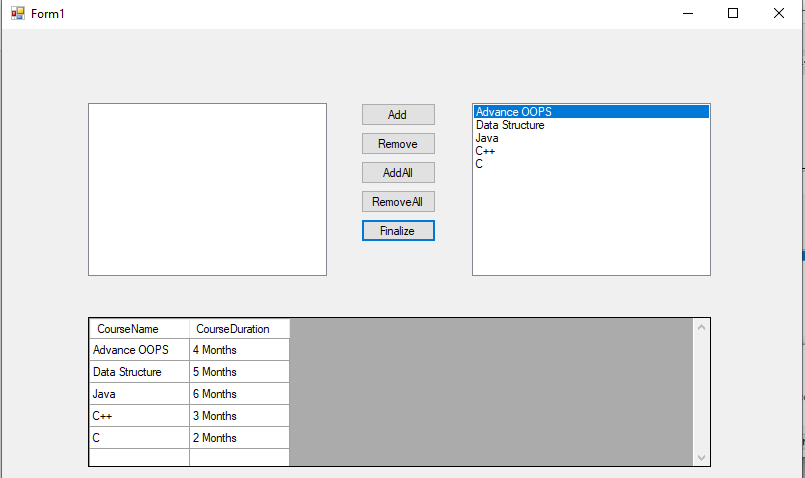 Form1
Add
Remove
AddAll
RemoveAll
Finalize
Advance OOPS
Data Structure
Java
C++
C
CourseName CourseDuration
Advance OOPS 4 Months
Data Structure 5 Months
Java 6 Months
C++ 3 Months
C 2 Months